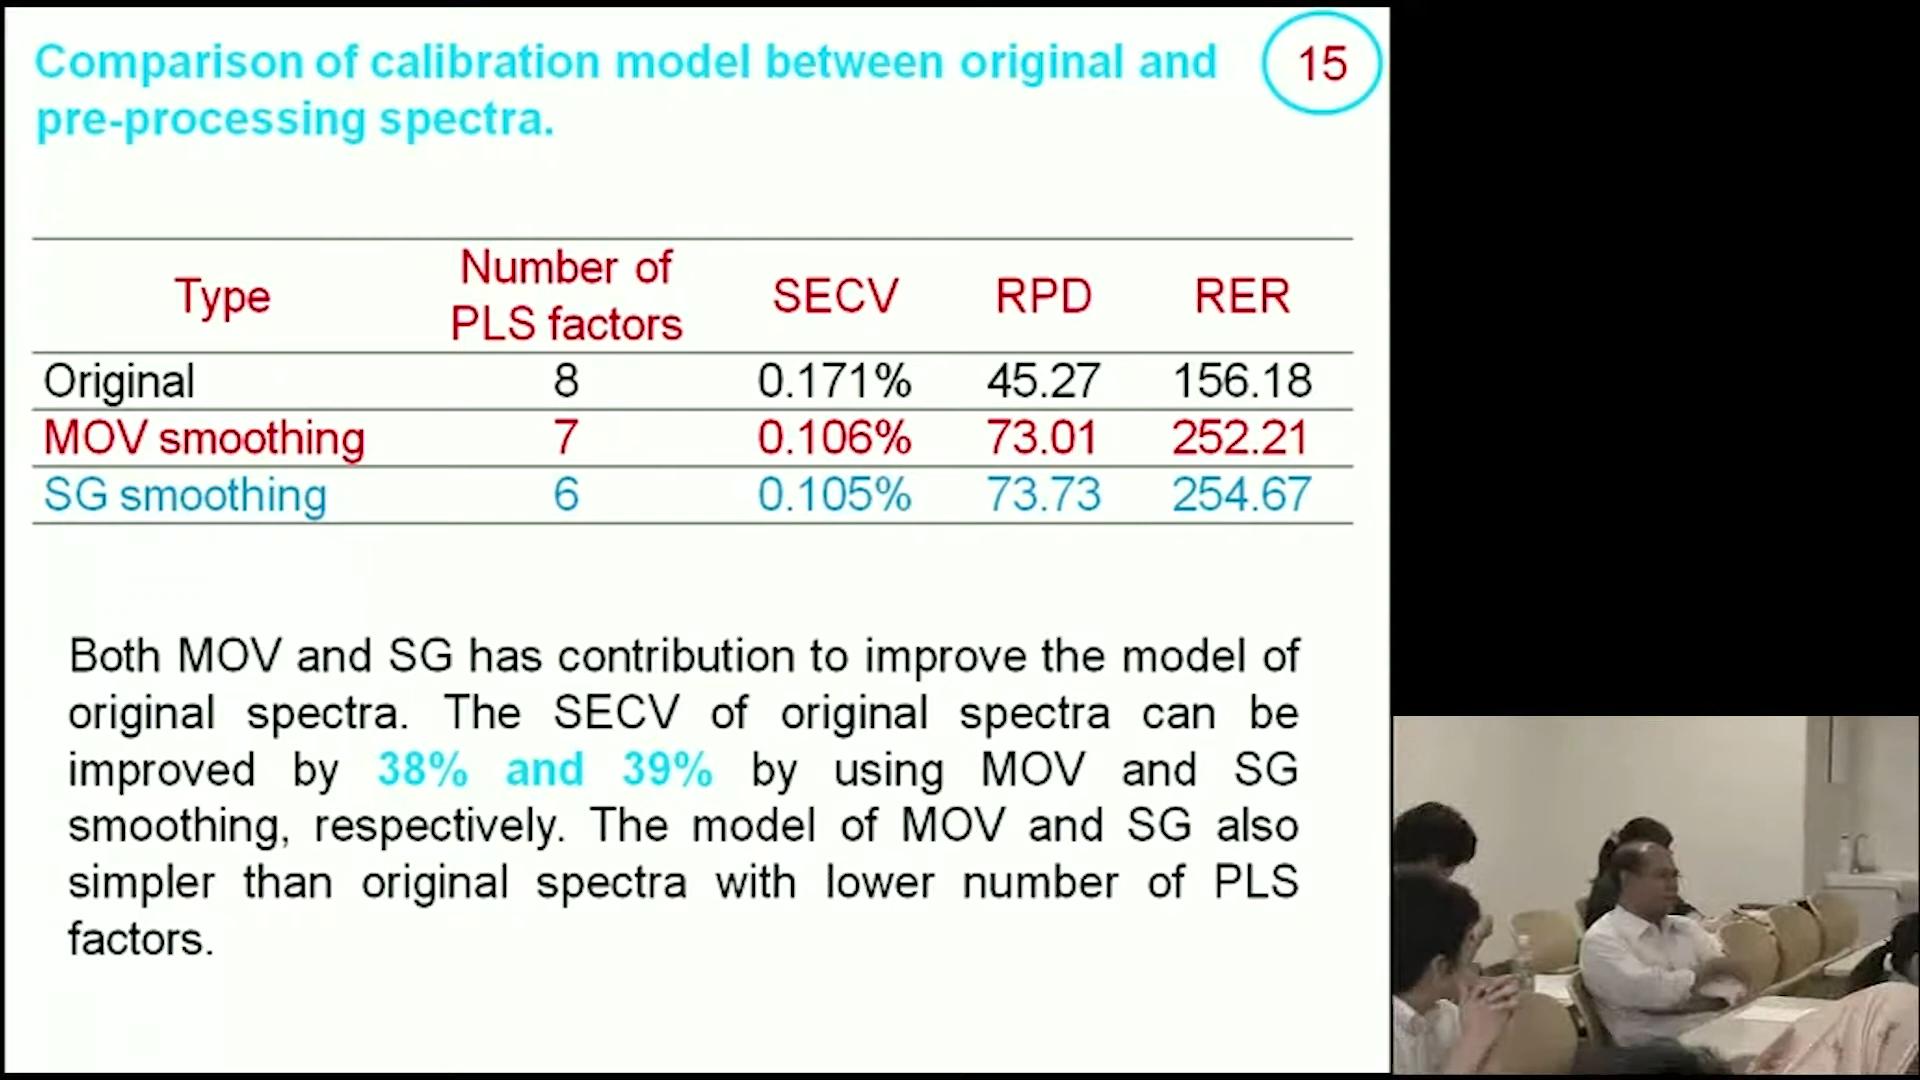 Comparison of calibration model between original and
pre-processing spectra.
15
Type Number of PLS factors SECV RPD RER
Original 8 0.171% 45.27 156.18
MOV smoothing 7 0.106% 73.01 252.21
SG smoothing 6 0.105% 73.73 254.67
Both MOV and SG has contribution to improve the model of
original spectra. The SECV of original spectra can be
improved by 38% and 39% by using MOV and SG
smoothing, respectively. The model of MOV and SG also
simpler than original spectra with lower number of PLS
factors.